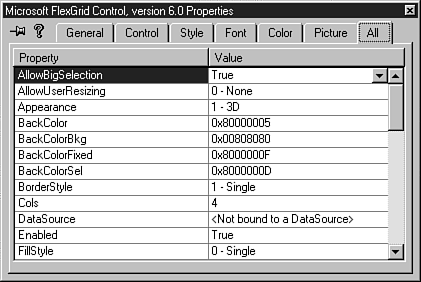 Microsoft FlexGrid Control, version 6.0 Properties
General Control Style Font Color Picture All
Property Value
AllowBigSelection True
AllowUserResizing 0 - None
Appearance 1 - 3D
BackColor 0x80000005
BackColorBkg 0x00808080
BackColorFixed 0x8000000F
BackColorSel 0x8000000D
BorderStyle 1 - Single
Cols 4
DataSource <Not bound to a DataSource>
Enabled True
FillStyle 0 - Single